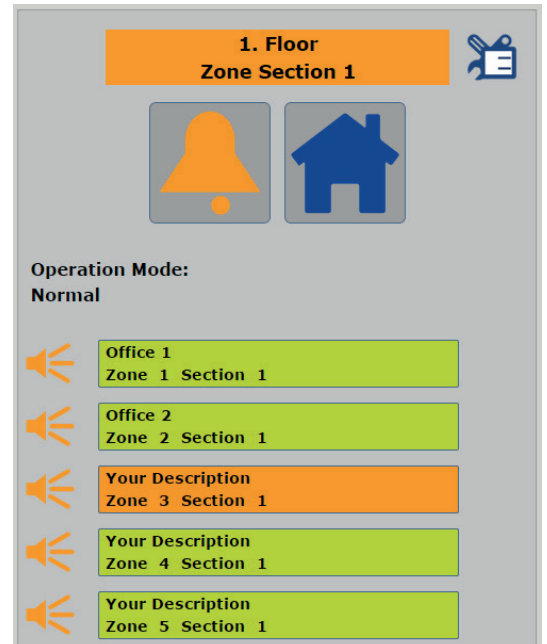 1. Floor
Zone Section 1
Operation Mode:
Normal
Office 1
Zone 1 Section 1
Office 2
Zone 2 Section 1
Your Description
Zone 3 Section 1
Your Description
Zone 4 Section 1
Your Description
Zone 5 Section 1